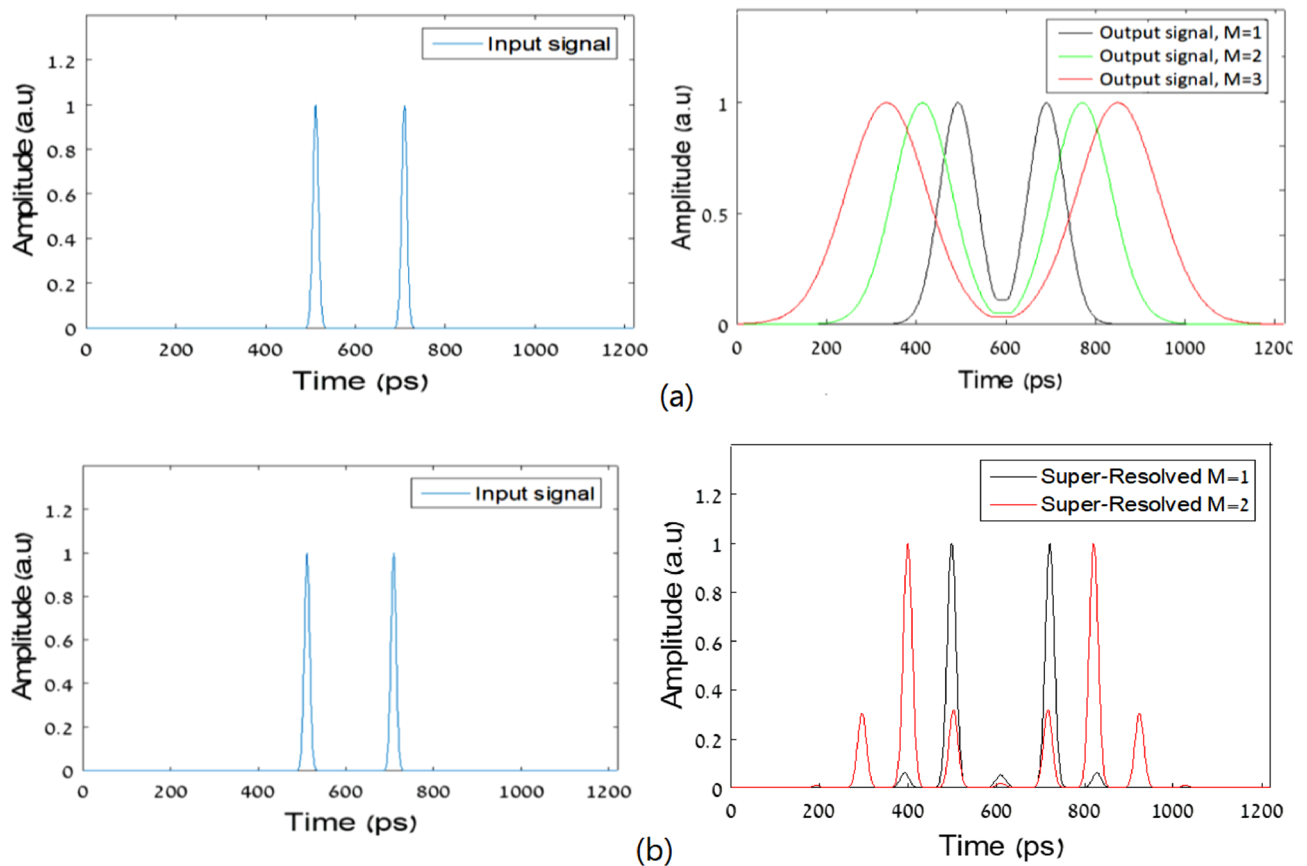 Input signal
1.2
1
0.8
0.6
0.4
0.2
0
Amplitude (a.u)
0 200 400 600 800 1000 1200
Time (ps)
Output signal, M=1
Output signal, M=2
Output signal, M=3
1
0.5
0
Amplitude (a.u)
0 200 400 600 800 1000 1200
Time (ps)
(a)
Input signal
1.2
1
0.8
0.6
0.4
0.2
0
Amplitude (a.u)
0 200 400 600 800 1000 1200
Time (ps)
Super-Resolved M=1
Super-Resolved M=2
1.2
1
0.8
0.6
0.4
0.2
0
Amplitude (a.u)
0 200 400 600 800 1000 1200
Time (ps)
(b)